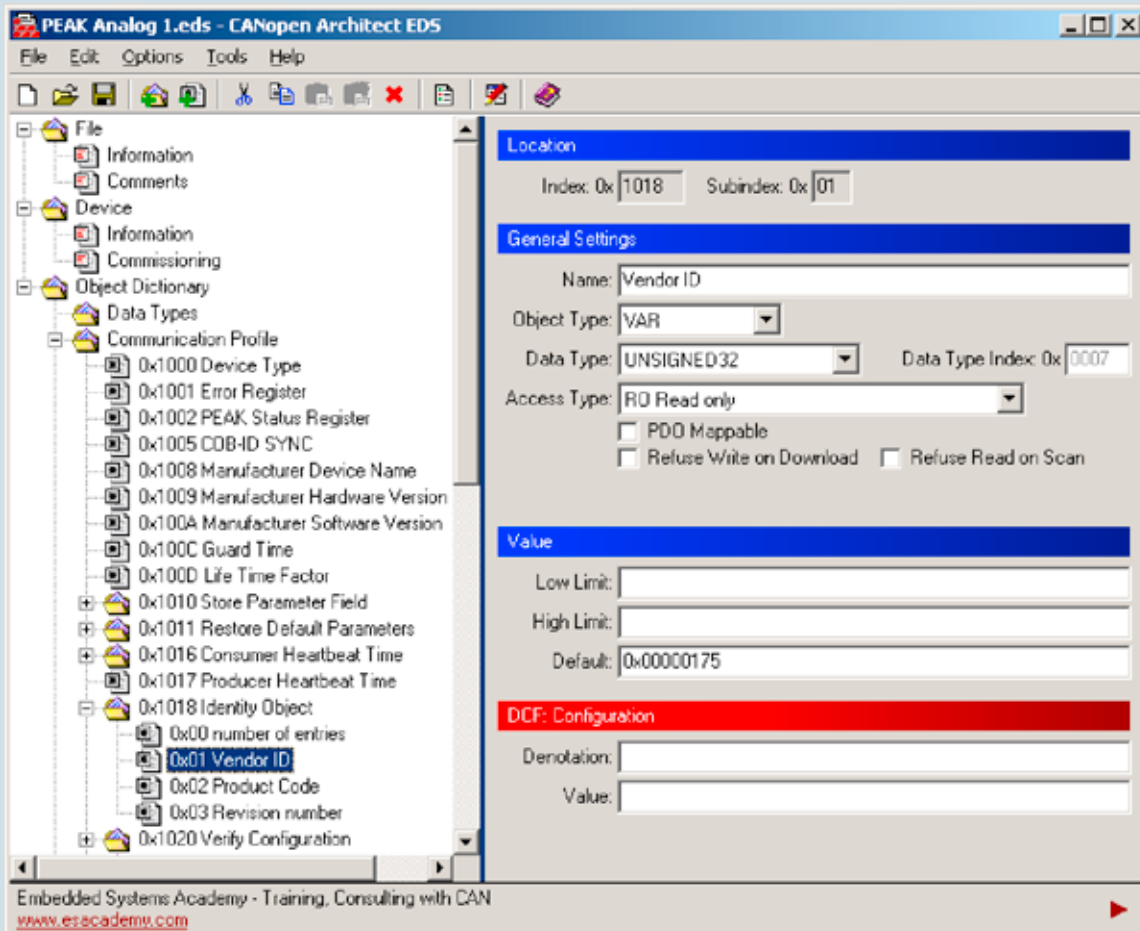 PEAK Analog 1.eds - CANopen Architect EDS
File Edit Options Tools Help
File
Information
Comments
Device
Information
Commissioning
Object Dictionary
Data Types
Communication Profile
0x1000 Device Type
0x1001 Error Register
0x1002 PEAK Status Register
0x1005 COB-ID SYNC
0x1008 Manufacturer Device Name
0x1009 Manufacturer Hardware Version
0x100A Manufacturer Software Version
0x100C Guard Time
0x100D Life Time Factor
0x1010 Store Parameter Field
0x1011 Restore Default Parameters
0x1016 Consumer Heartbeat Time
0x1017 Producer Heartbeat Time
0x1018 Identity Object
0x00 number of entries
0x01 Vendor ID
0x02 Product Code
0x03 Revision number
0x1020 Verify Configuration
Location
Index: 0x 1018 Subindex: 0x 01
General Settings
Name: Vendor ID
Object Type: VAR
Data Type: UNSIGNED32 Data Type Index: 0x 0007
Access Type: RO Read only
PDO Mappable
Refuse Write on Download Refuse Read on Scan
Value
Low Limit:
High Limit:
Default: 0x00000175
DCF: Configuration
Denotation:
Value:
Embedded Systems Academy - Training, Consulting with CAN
www.esacademy.com